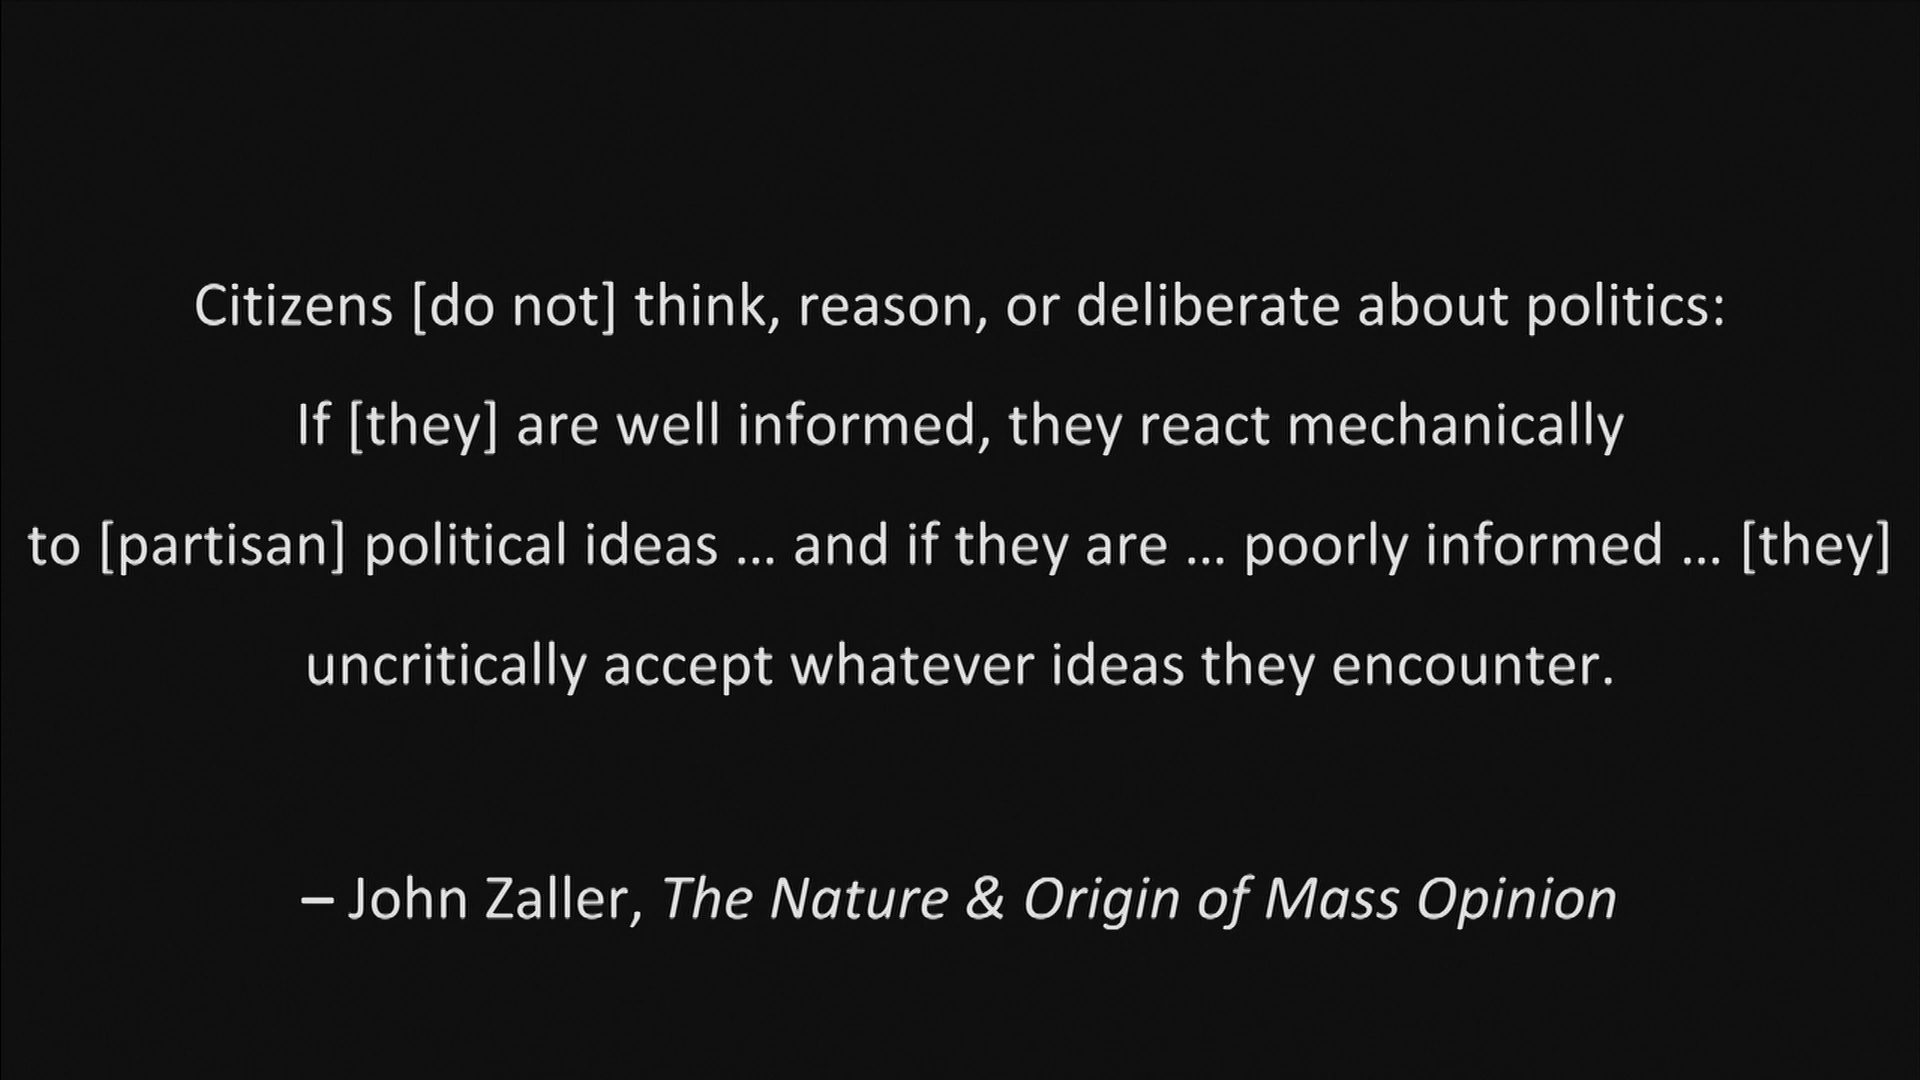 Citizens [do not] think, reason, or deliberate about politics:
If [they] are well informed, they react mechanically
to [partisan] political ideas ... and if they are ... poorly informed ... [they]
uncritically accept whatever ideas they encounter.
– John Zaller, The Nature & Origin of Mass Opinion